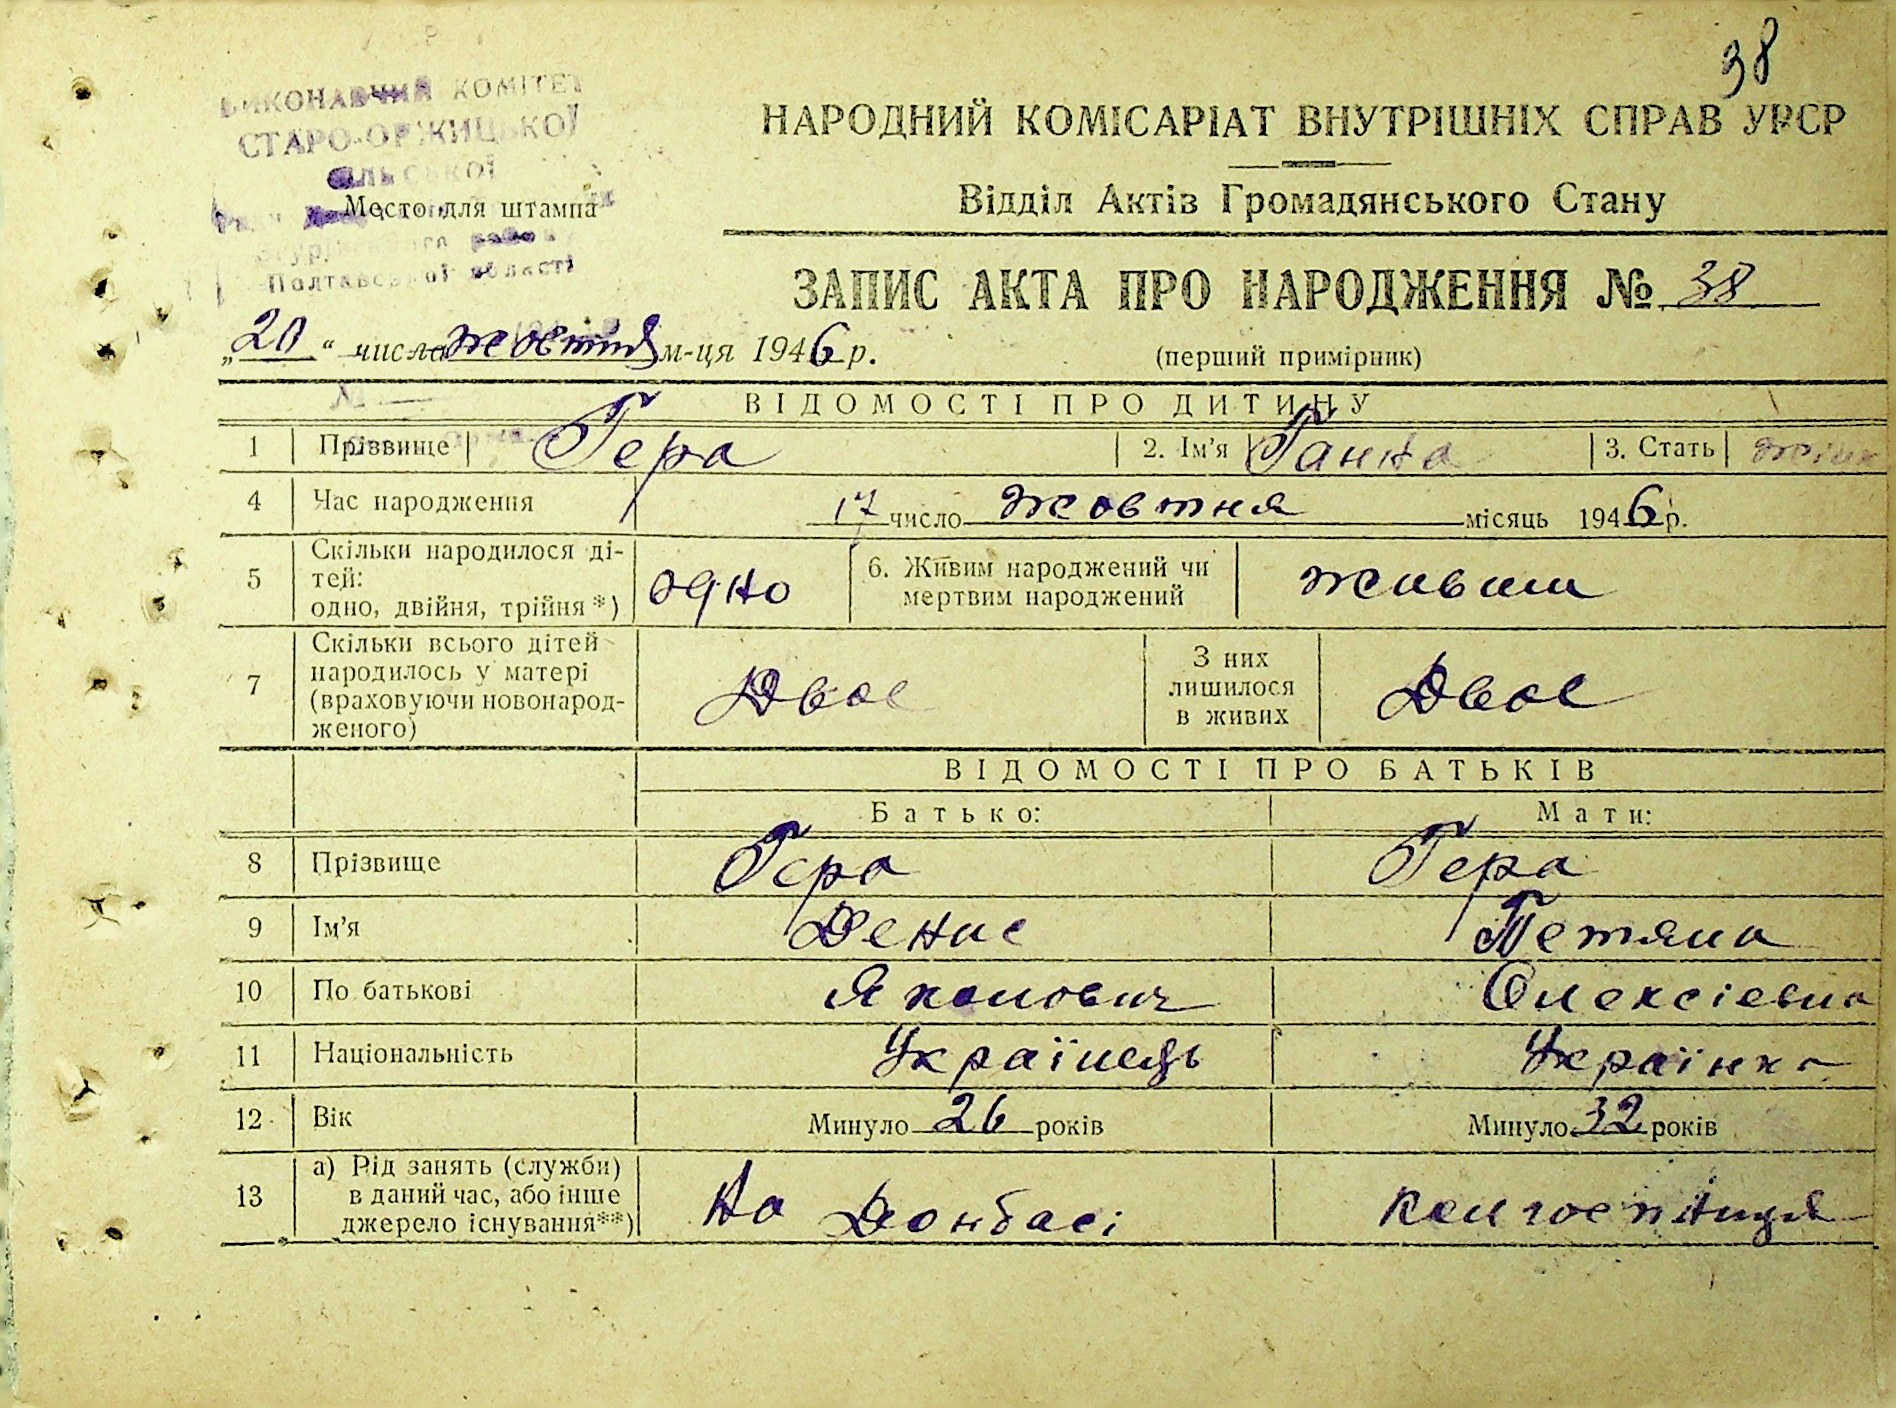 38
ВИКОНАВЧИЙ КОМІТЕТ
СТАРО-ОРЖИЦЬКОЇ
СІЛЬСЬКОЇ
Место для штампа
Полтавської області
НАРОДНИЙ КОМІСАРІАТ ВНУТРІШНІХ СПРАВ УРСР
Відділ Актів Громадянського Стану
ЗАПИС АКТА ПРО НАРОДЖЕННЯ № 38
„20“ числа жовтня м-ця 1946 р.
(перший примірник)
ВІДОМОСТІ ПРО ДИТИНУ
1 Прізвище Гера 2. Ім'я Ганна 3. Стать
4 Час народження 17 число жовтня місяць 1946 р.
5 Скільки народилося ді-
тей:
одно, двійня, трійня*) одно
6. Живим народжений чи
мертвим народжений живим
7 Скільки всього дітей
народилось у матері
(враховуючи новонарод-
женого) Двоє
З них
лишилося
в живих Двоє
ВІДОМОСТІ ПРО БАТЬКІВ
Батько: Мати:
8 Прізвище Гера Гера
9 Ім'я Денис Тетяна
10 По батькові Якимович Олексієвна
11 Національність Українець Українка
12 Вік Минуло 26 років Минуло 32 років
13 а) Рід занять (служби)
в даний час, або інше
джерело існування**) На Донбасі колгоспниця